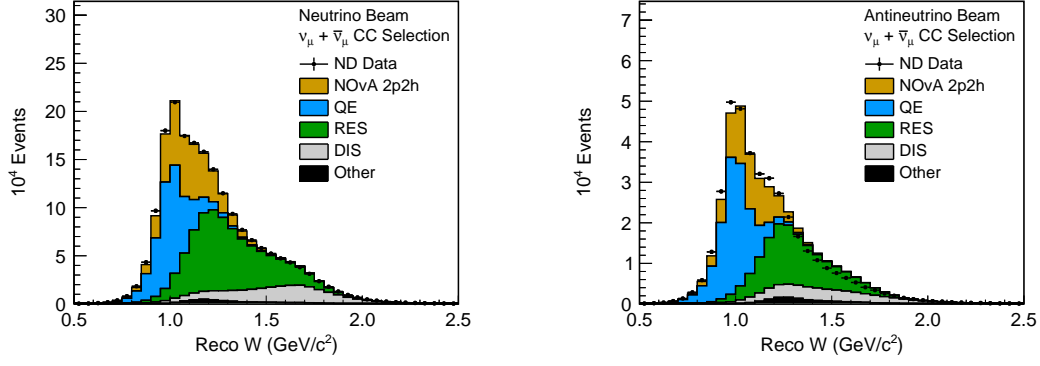 Neutrino Beam
νμ + ν̄μ CC Selection
ND Data
NOvA 2p2h
QE
RES
DIS
Other
30
25
20
15
10
5
0
10⁴ Events
0.5 1.0 1.5 2.0 2.5
Reco W (GeV/c²)
Antineutrino Beam
νμ + ν̄μ CC Selection
ND Data
NOvA 2p2h
QE
RES
DIS
Other
7
6
5
4
3
2
1
0
10⁴ Events
0.5 1.0 1.5 2.0 2.5
Reco W (GeV/c²)